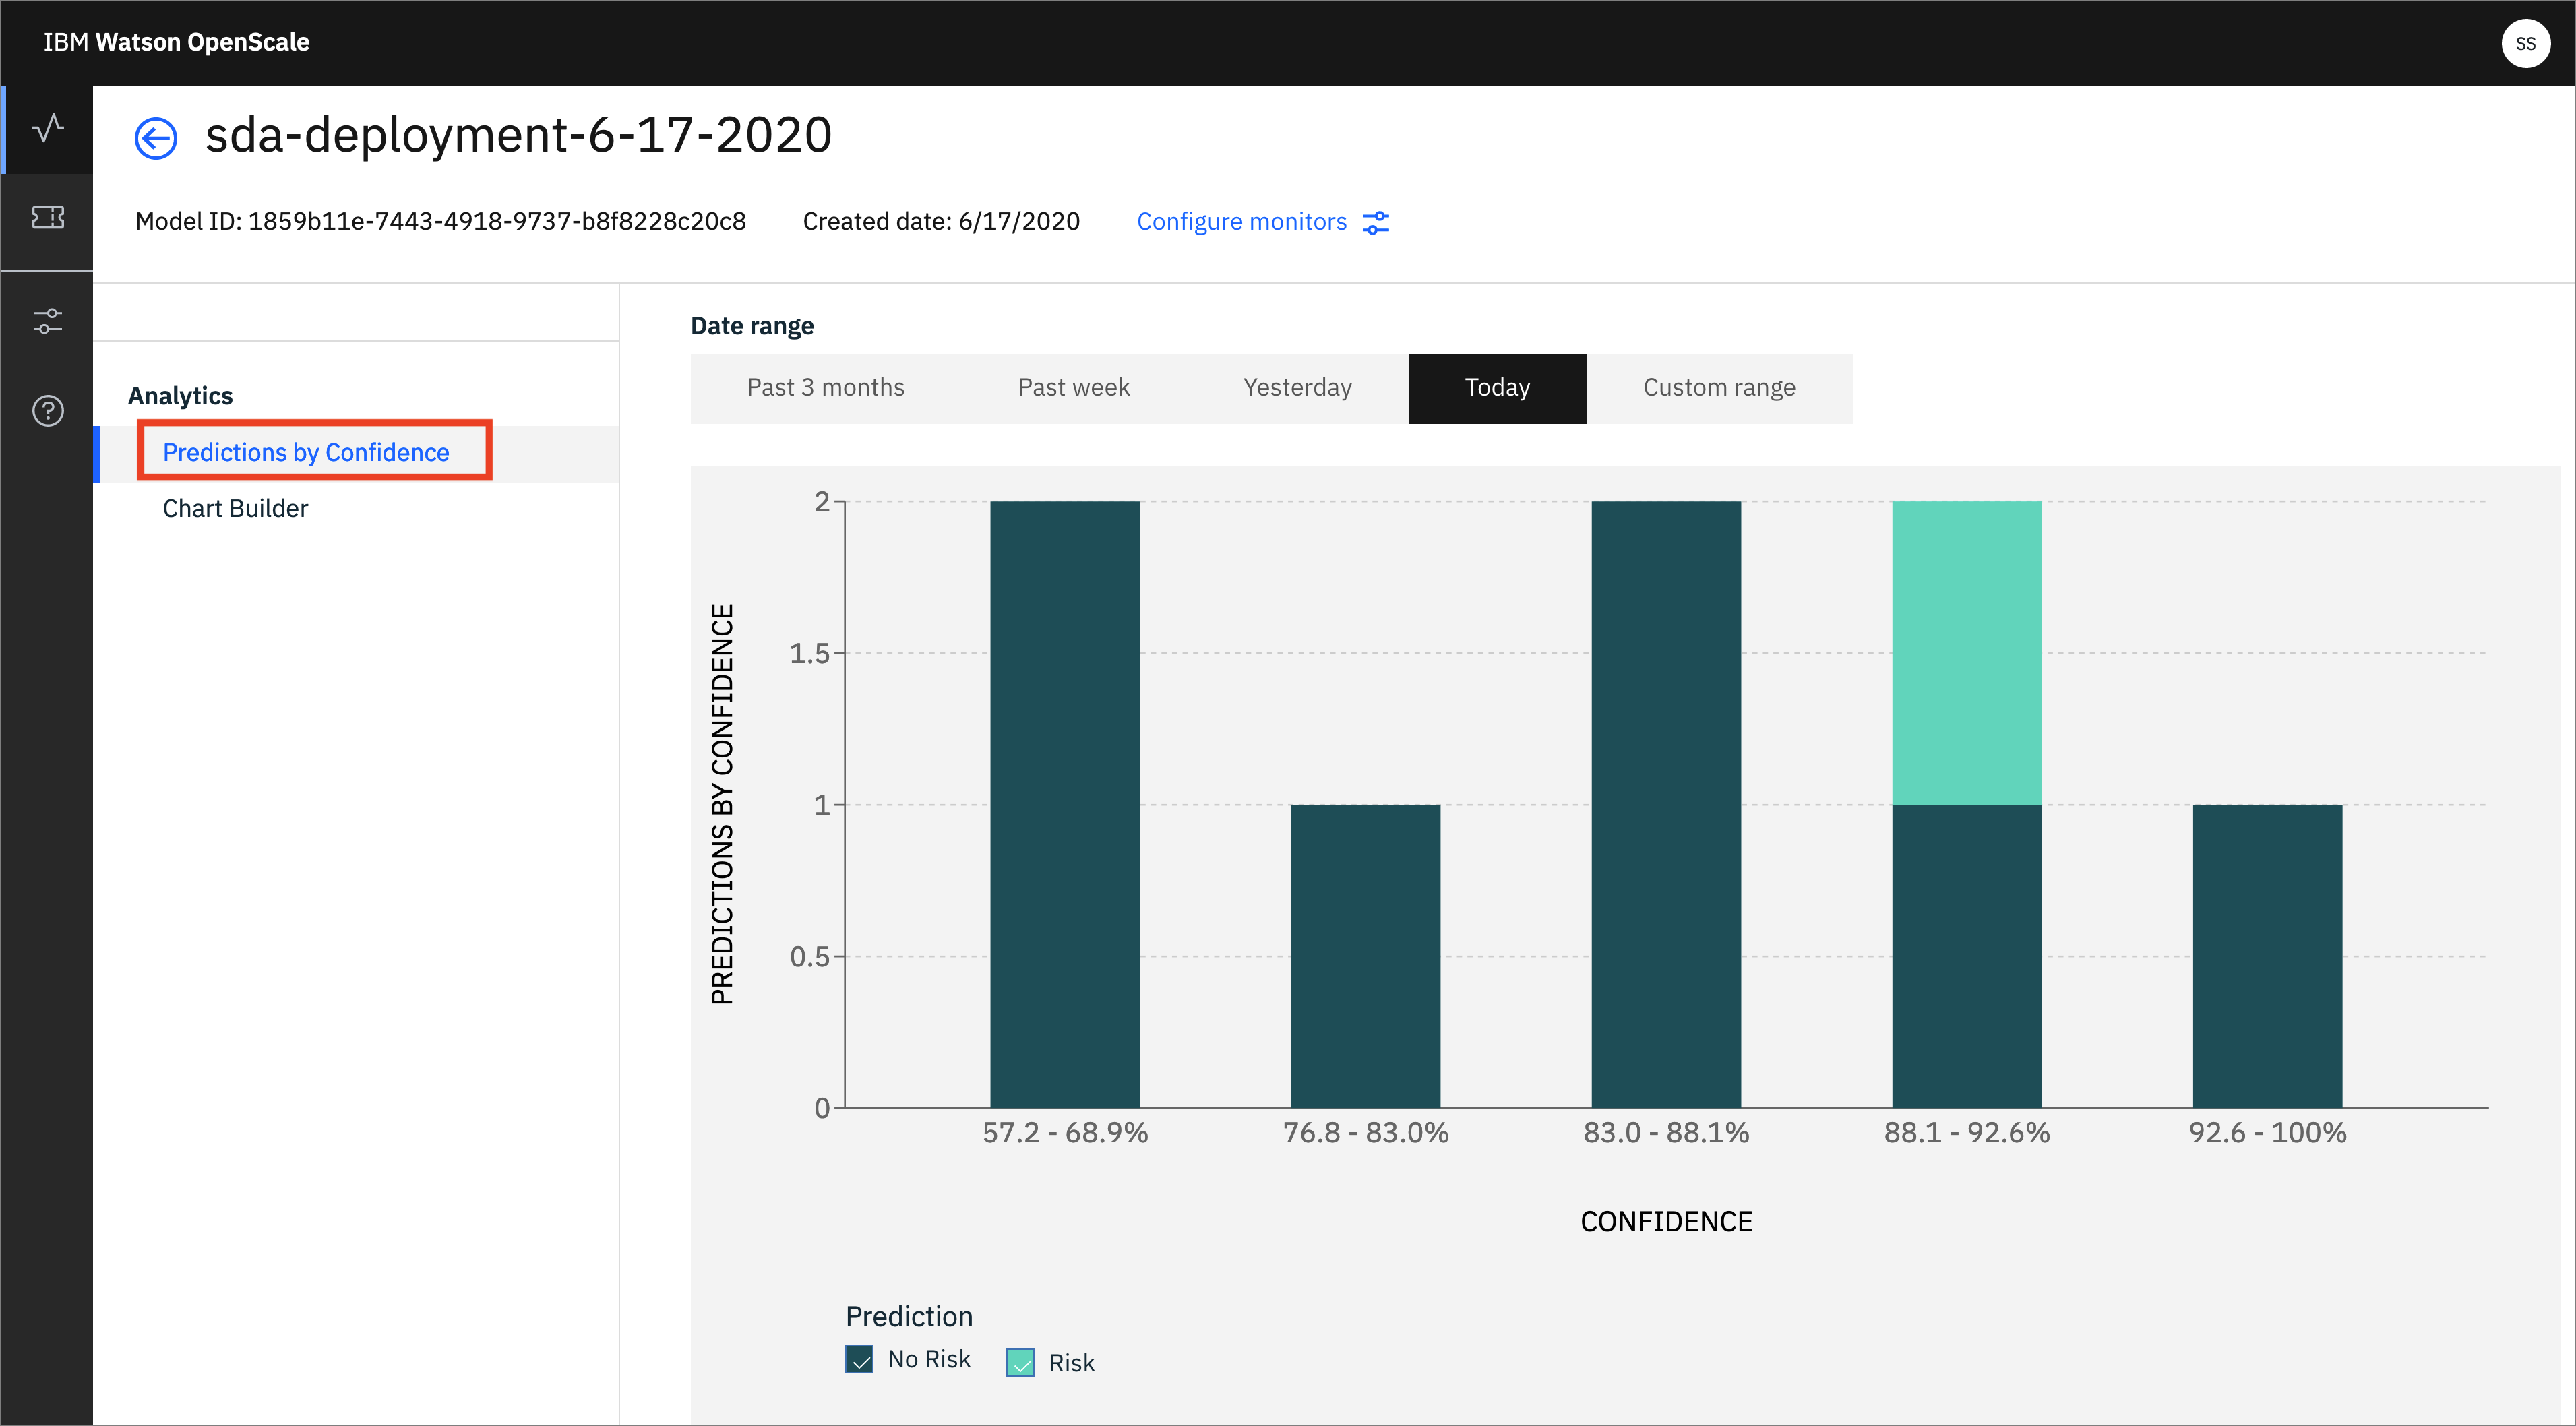 IBM Watson OpenScale
SS
sda-deployment-6-17-2020
Model ID: 1859b11e-7443-4918-9737-b8f8228c20c8
Created date: 6/17/2020
Configure monitors
Analytics
Predictions by Confidence
Chart Builder
Date range
Past 3 months
Past week
Yesterday
Today
Custom range
PREDICTIONS BY CONFIDENCE
2
1.5
1
0.5
0
57.2 - 68.9%
76.8 - 83.0%
83.0 - 88.1%
88.1 - 92.6%
92.6 - 100%
CONFIDENCE
Prediction
No Risk
Risk